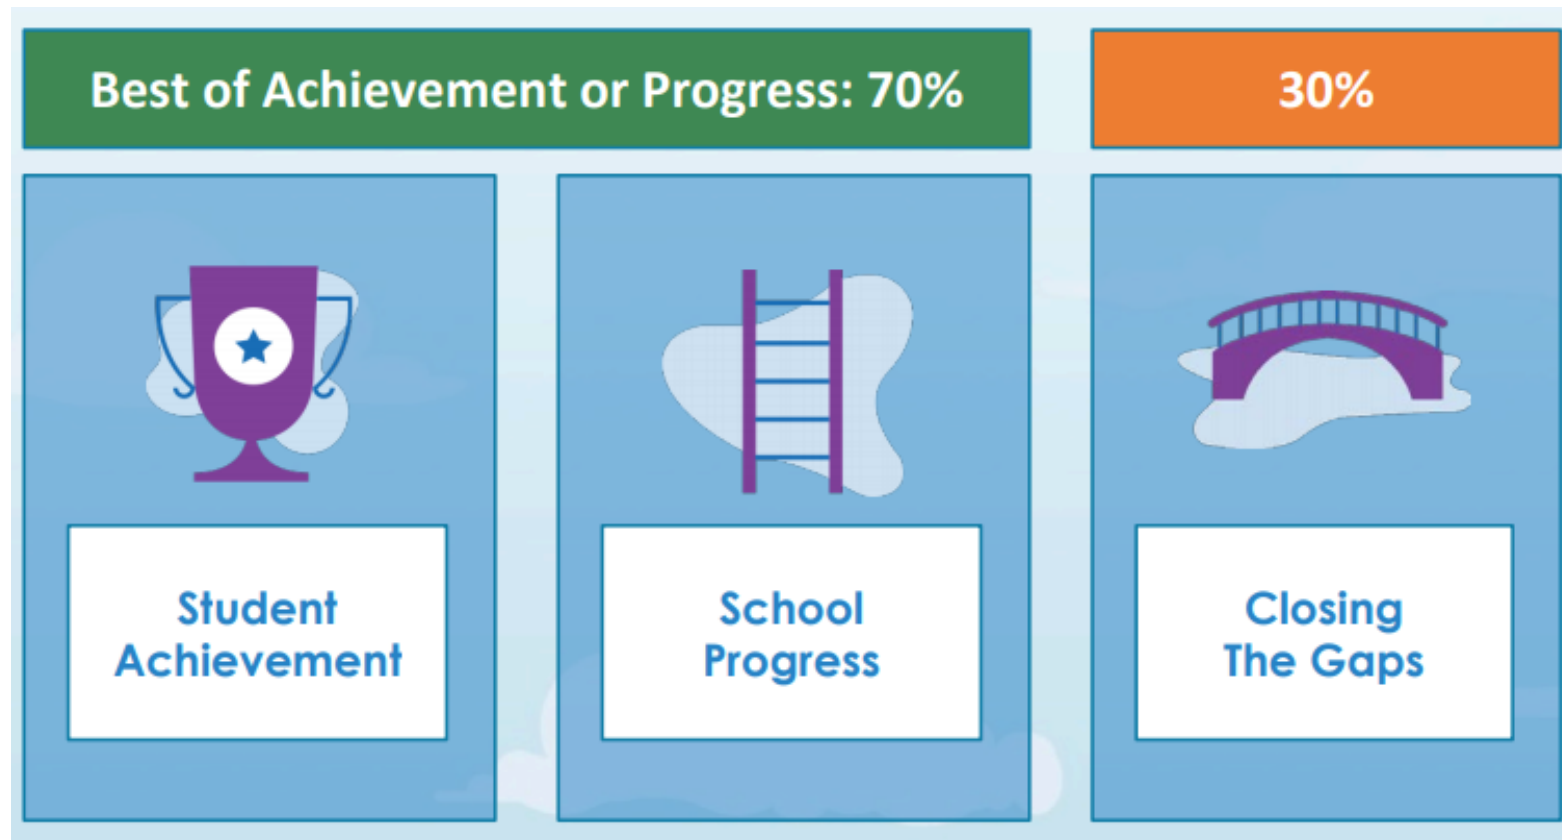 Best of Achievement or Progress: 70%
30%
Student
Achievement
School
Progress
Closing
The Gaps